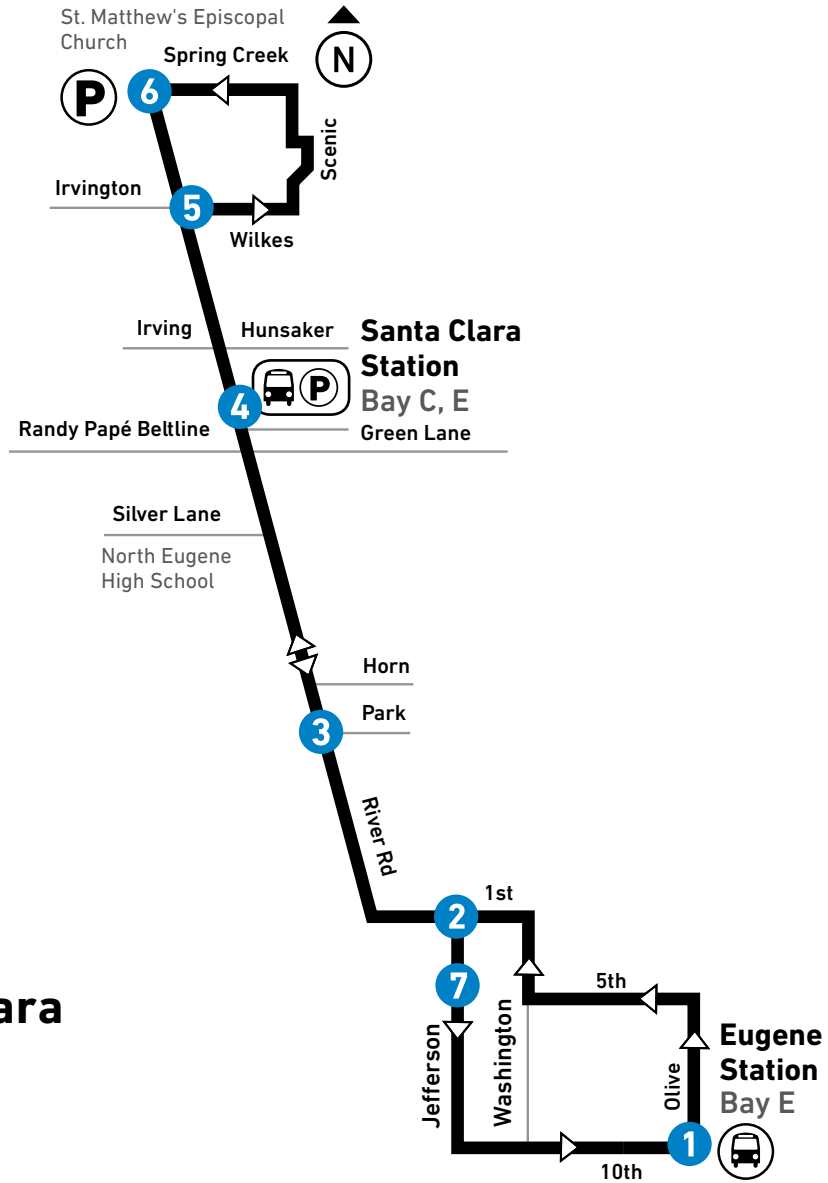 St. Matthew's Episcopal
Church
Spring Creek
N
P
6
Scenic
Irvington
5
Wilkes
Irving
Hunsaker
Santa Clara
Station
Bay C, E
P
4
Randy Papé Beltline
Green Lane
Silver Lane
North Eugene
High School
Horn
Park
3
River Rd
1st
2
7
5th
ara
Jefferson
Washington
Olive
Eugene
Station
Bay E
1
10th